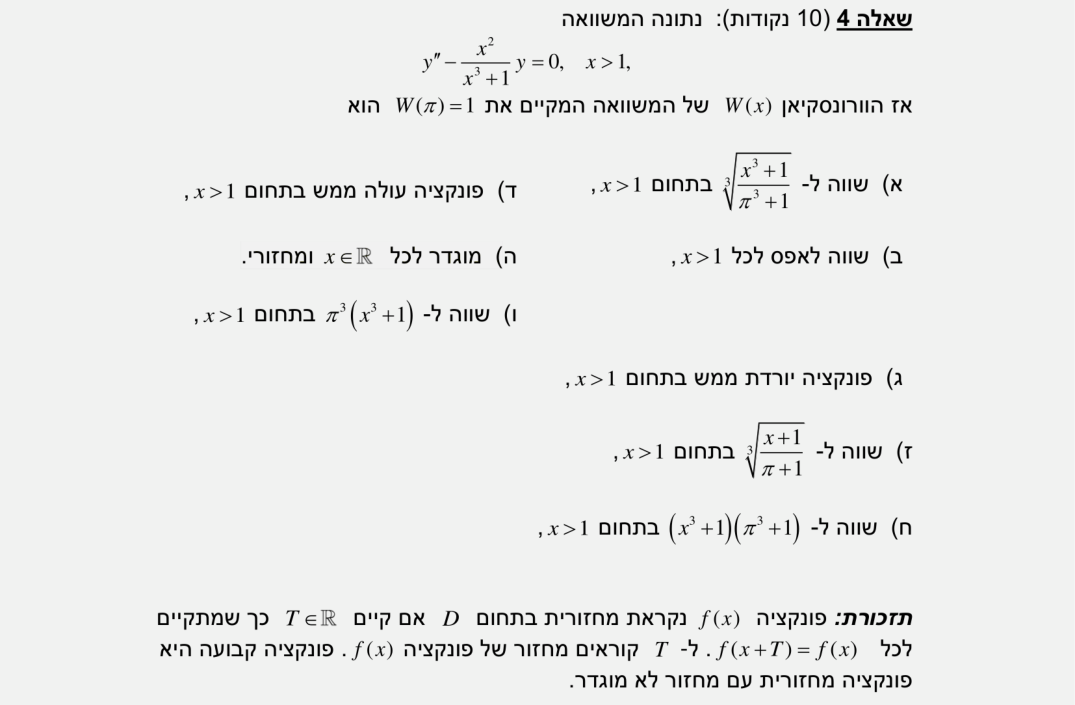 שאלה 4 (10 נקודות): נתונה המשוואה
y″ − x²/(x³+1) y = 0, x > 1,
אז הוורונסקיאן W(x) של המשוואה המקיים את W(π) = 1 הוא
א) שווה ל- ∛((x³+1)/(π³+1)) בתחום x > 1,
ד) פונקציה עולה ממש בתחום x > 1,
ב) שווה לאפס לכל x > 1,
ה) מוגדר לכל x ∈ ℝ ומחזורי.
ו) שווה ל- π³(x³+1) בתחום x > 1,
ג) פונקציה יורדת ממש בתחום x > 1,
ז) שווה ל- ∛((x+1)/(π+1)) בתחום x > 1,
ח) שווה ל- (x³+1)(π³+1) בתחום x > 1,
תזכורת: פונקציה f(x) נקראת מחזורית בתחום D אם קיים T ∈ ℝ כך שמתקיים
לכל f(x+T) = f(x). ל- T קוראים מחזור של פונקציה f(x). פונקציה קבועה היא
פונקציה מחזורית עם מחזור לא מוגדר.